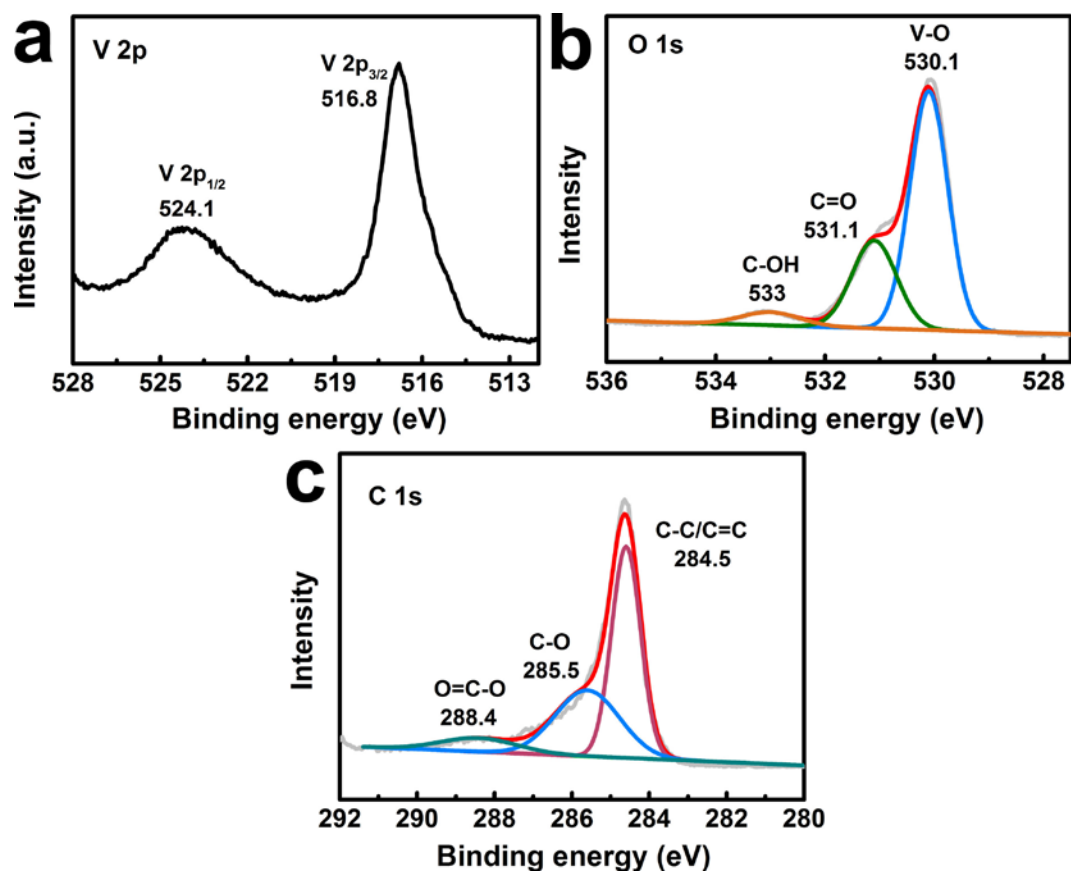 a
V 2p
V 2p3/2
516.8
V 2p1/2
524.1
Intensity (a.u.)
528 525 522 519 516 513
Binding energy (eV)
b
O 1s
V-O
530.1
C=O
531.1
C-OH
533
Intensity
536 534 532 530 528
Binding energy (eV)
c
C 1s
C-C/C=C
284.5
C-O
285.5
O=C-O
288.4
Intensity
292 290 288 286 284 282 280
Binding energy (eV)